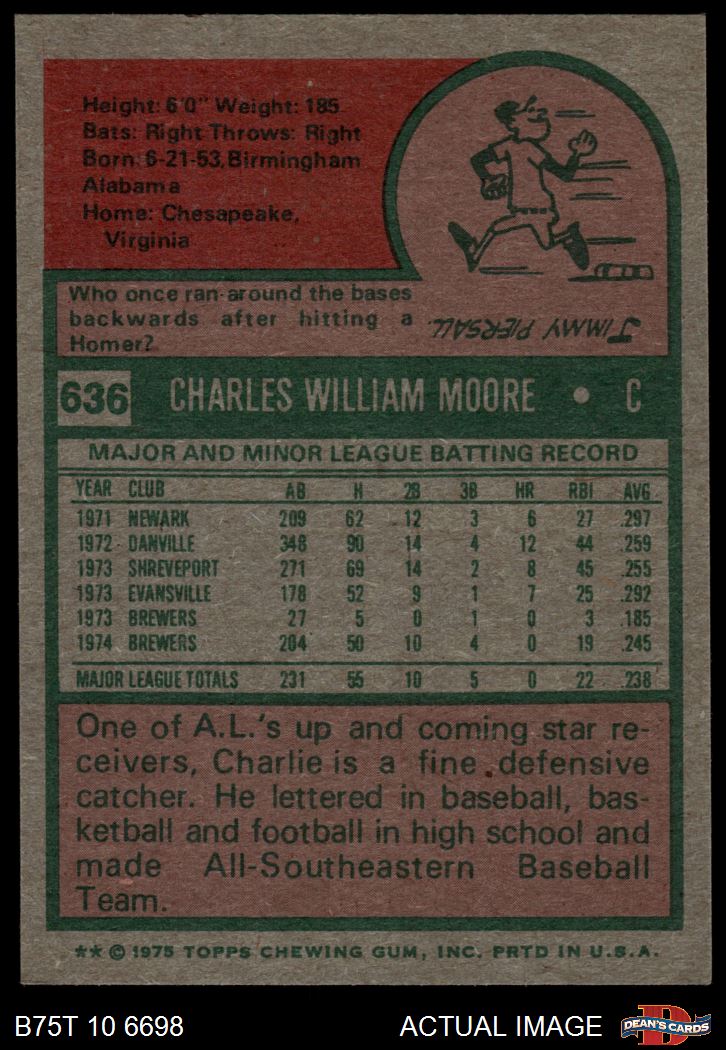 Height: 6'0" Weight: 185
Bats: Right Throws: Right
Born: 6-21-53, Birmingham
Alabama
Home: Chesapeake,
Virginia
Who once ran around the bases
backwards after hitting a
Homer?
JIMMY PIERSALL.
636 CHARLES WILLIAM MOORE • C
MAJOR AND MINOR LEAGUE BATTING RECORD
YEAR CLUB AB H 2B 3B HR RBI AVG.
1971 NEWARK 209 62 12 3 6 27 .297
1972 DANVILLE 348 90 14 4 12 44 .259
1973 SHREVEPORT 271 69 14 2 8 45 .255
1973 EVANSVILLE 178 52 9 1 7 25 .292
1973 BREWERS 27 5 0 1 0 3 .185
1974 BREWERS 204 50 10 4 0 19 .245
MAJOR LEAGUE TOTALS 231 55 10 5 0 22 .238
One of A.L.'s up and coming star re-
ceivers, Charlie is a fine defensive
catcher. He lettered in baseball, bas-
ketball and football in high school and
made All-Southeastern Baseball
Team.
** © 1975 TOPPS CHEWING GUM, INC. PRTD IN U.S.A.
B75T 10 6698 ACTUAL IMAGE
D
DEAN'S CARDS